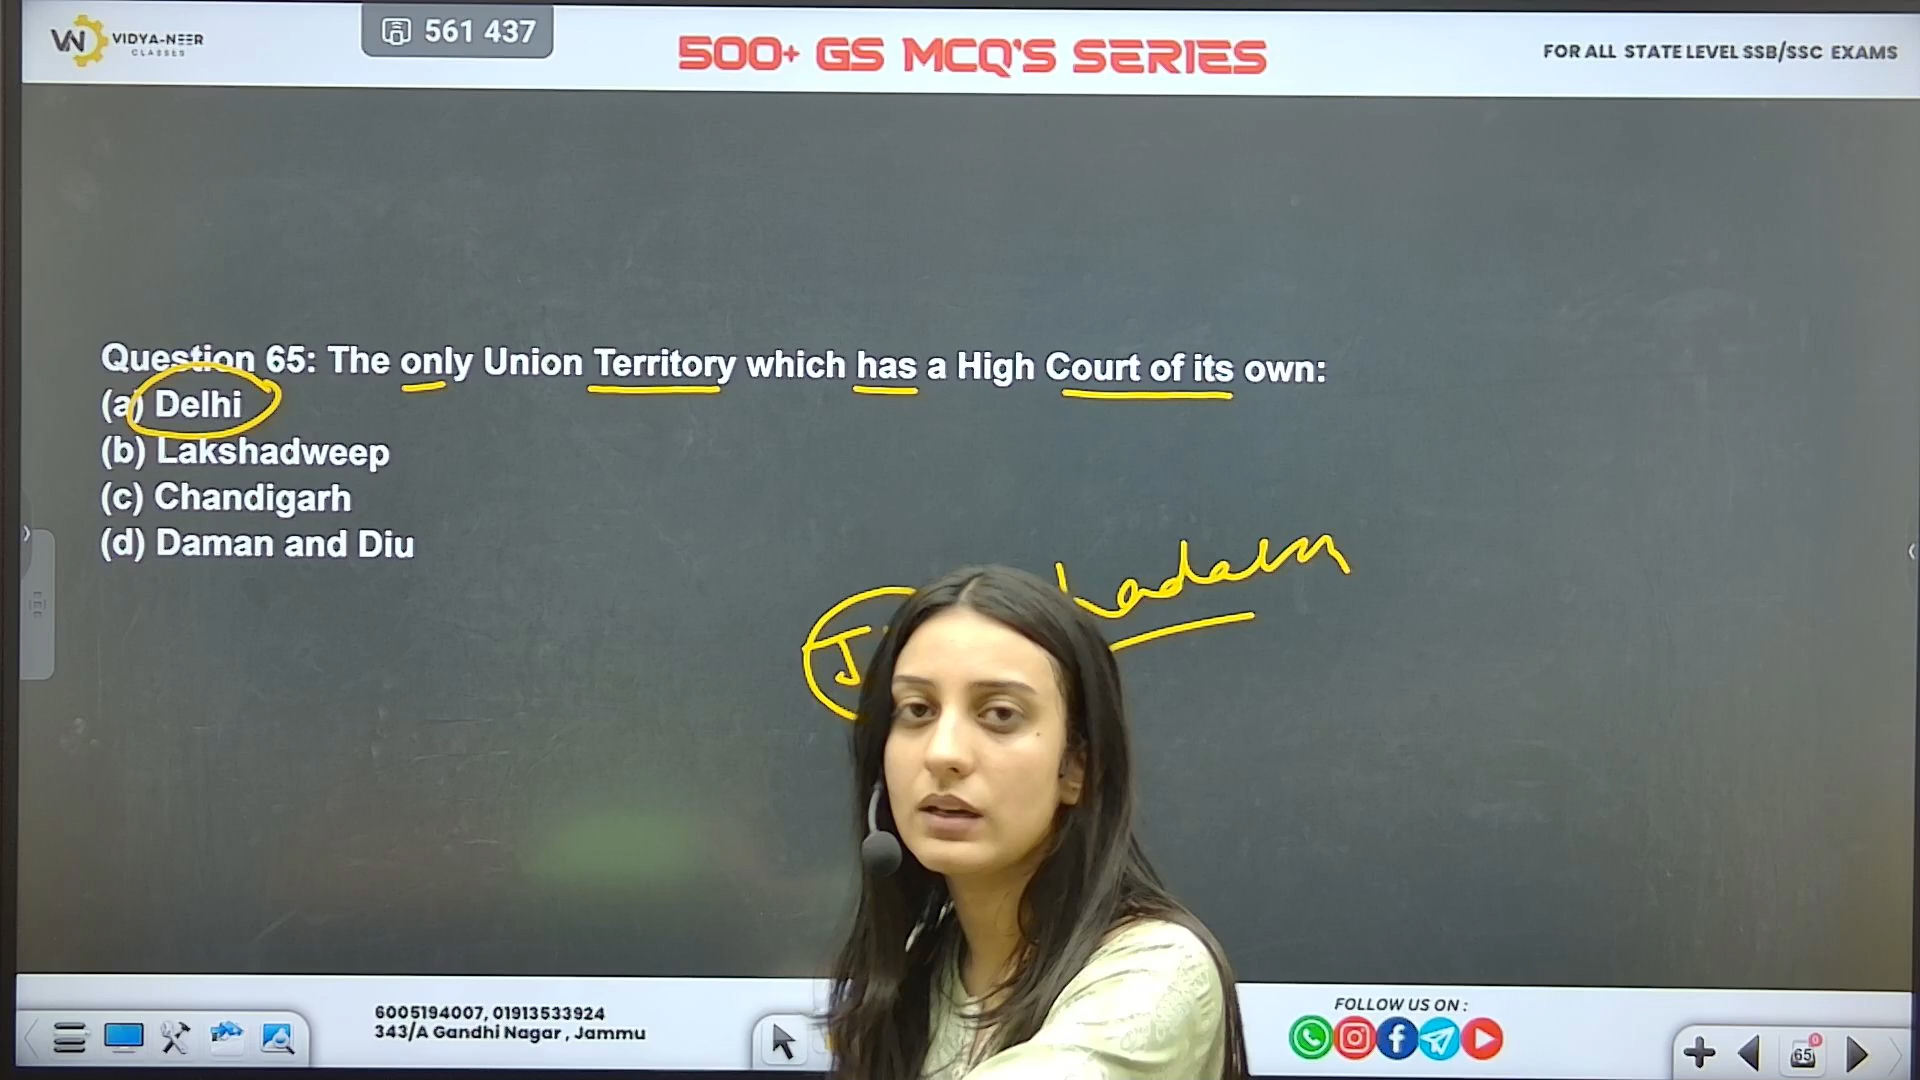 VN VIDYA-NEER
CLASSES
561 437
500+ GS MCQ'S SERIES
FOR ALL STATE LEVEL SSB/SSC EXAMS
Question 65: The only Union Territory which has a High Court of its own:
(a) Delhi
(b) Lakshadweep
(c) Chandigarh
(d) Daman and Diu
6005194007, 01913533924
343/A Gandhi Nagar, Jammu
FOLLOW US ON :
65
0